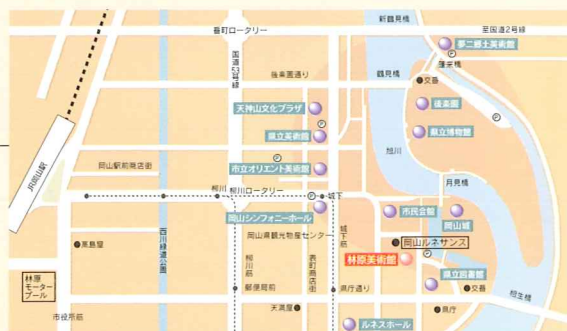 新鶴見橋
至国道2号線
番町ロータリー
夢二郷土美術館
P
蓬莱橋
国道53号線
後楽園通り
鶴見橋
交番
後楽園
天神山文化プラザ
P
P
県立美術館
県立博物館
旭川
P
JR岡山駅
岡山駅前商店街
市立オリエント美術館
月見橋
柳川
柳川ロータリー
P
城下
岡山シンフォニーホール
市民会館
岡山城
西川緑道公園
岡山県観光物産センター
城下筋
岡山ルネサンス
高島屋
林原美術館
P
柳川筋
表町商店街
県立図書館
林原
モーター
プール
郵便局前
県庁通り
交番
相生橋
天満屋
県庁
市役所筋
ルネスホール